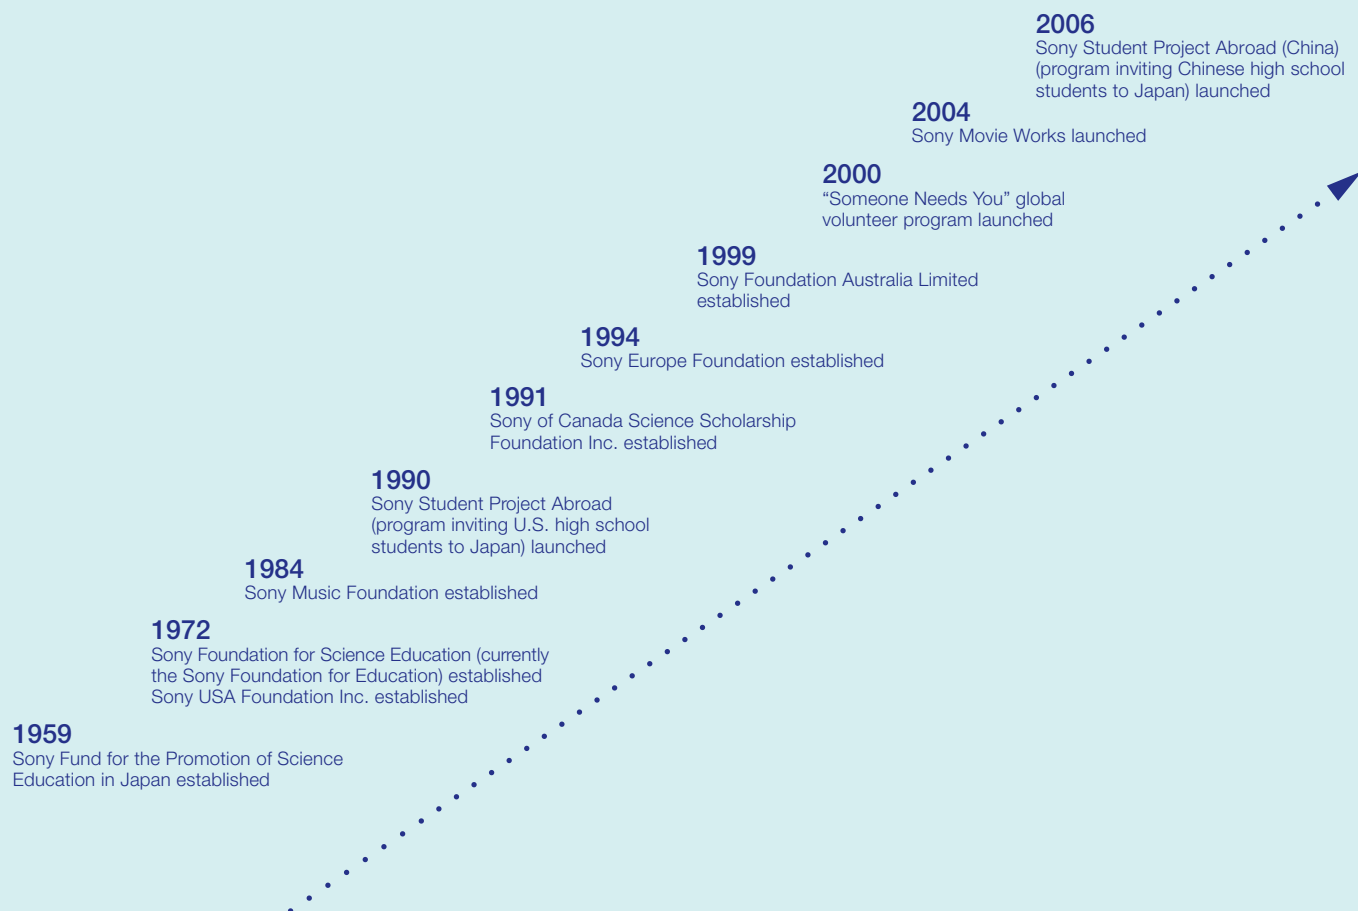 2006
Sony Student Project Abroad (China)
(program inviting Chinese high school
students to Japan) launched
2004
Sony Movie Works launched
2000
“Someone Needs You” global
volunteer program launched
1999
Sony Foundation Australia Limited
established
1994
Sony Europe Foundation established
1991
Sony of Canada Science Scholarship
Foundation Inc. established
1990
Sony Student Project Abroad
(program inviting U.S. high school
students to Japan) launched
1984
Sony Music Foundation established
1972
Sony Foundation for Science Education (currently
the Sony Foundation for Education) established
Sony USA Foundation Inc. established
1959
Sony Fund for the Promotion of Science
Education in Japan established